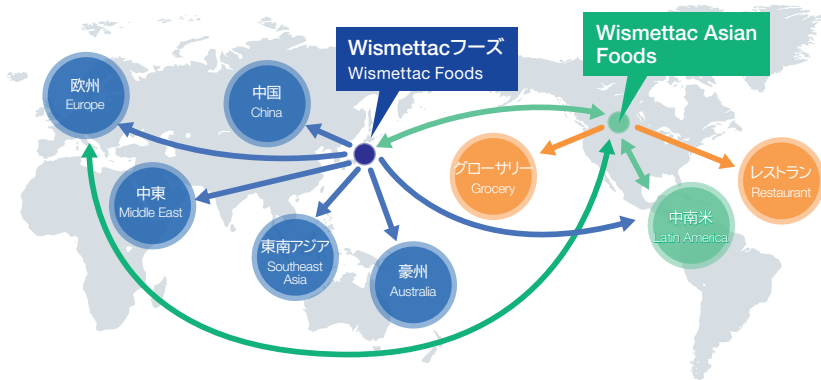 Wismettacフーズ
Wismettac Foods
Wismettac Asian
Foods
欧州
Europe
中国
China
中東
Middle East
東南アジア
Southeast
Asia
豪州
Australia
グローサリー
Grocery
中南米
Latin America
レストラン
Restaurant